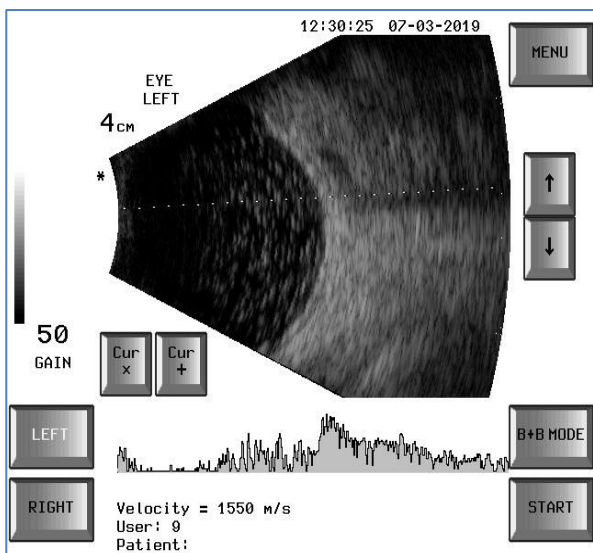 12:30:25 07-03-2019
MENU
EYE
LEFT
4CM
*
↑
↓
50
GAIN
Cur
x
Cur
+
LEFT
B+B MODE
RIGHT
START
Velocity = 1550 m/s
User: 9
Patient: